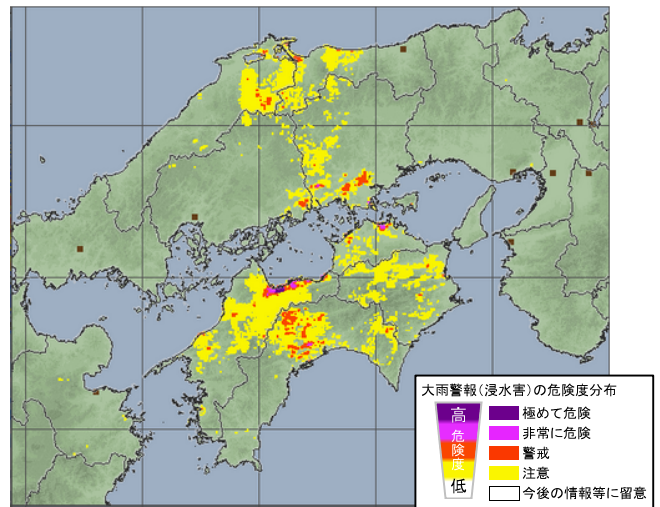 大雨警報(浸水害)の危険度分布
高
危
険
度
低
極めて危険
非常に危険
警戒
注意
今後の情報等に留意